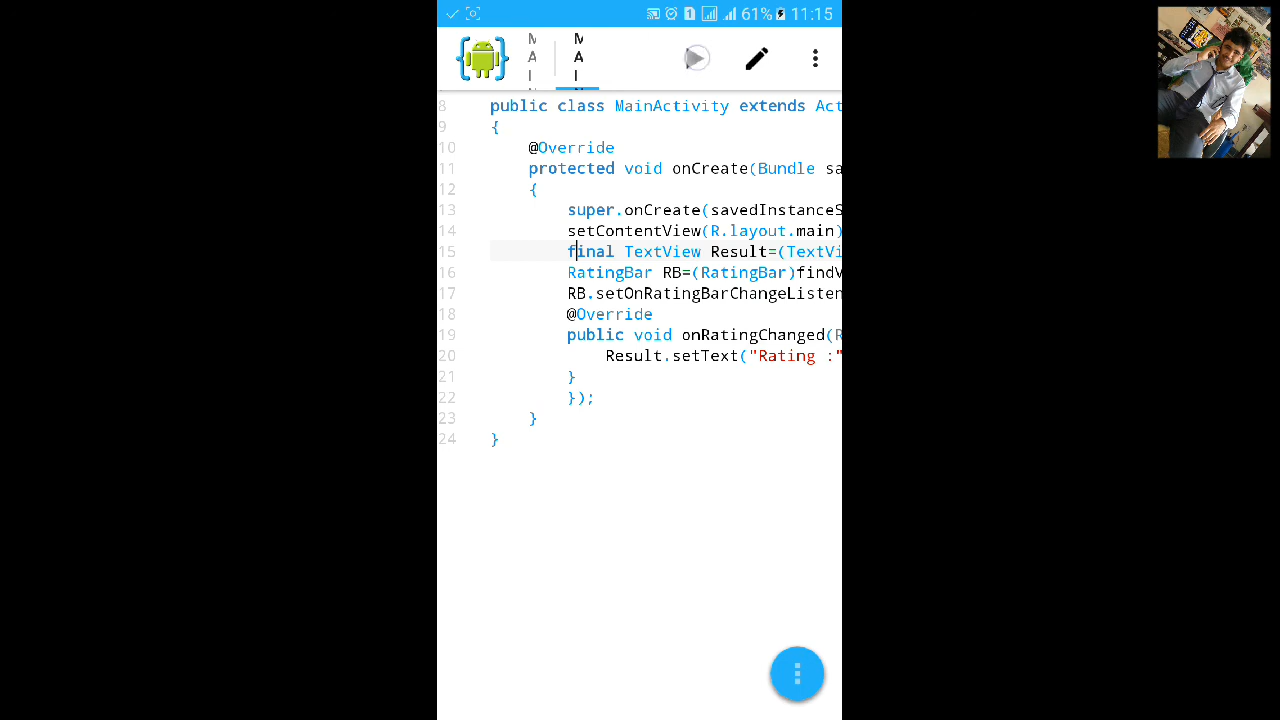 61% 11:15
M
A
I
M
A
I
8 public class MainActivity extends Act
9 {
10 @Override
11 protected void onCreate(Bundle sa
12 {
13 super.onCreate(savedInstanceS
14 setContentView(R.layout.main)
15 final TextView Result=(TextVi
16 RatingBar RB=(RatingBar)findV
17 RB.setOnRatingBarChangeListen
18 @Override
19 public void onRatingChanged(R
20 Result.setText("Rating :"
21 }
22 });
23 }
24 }